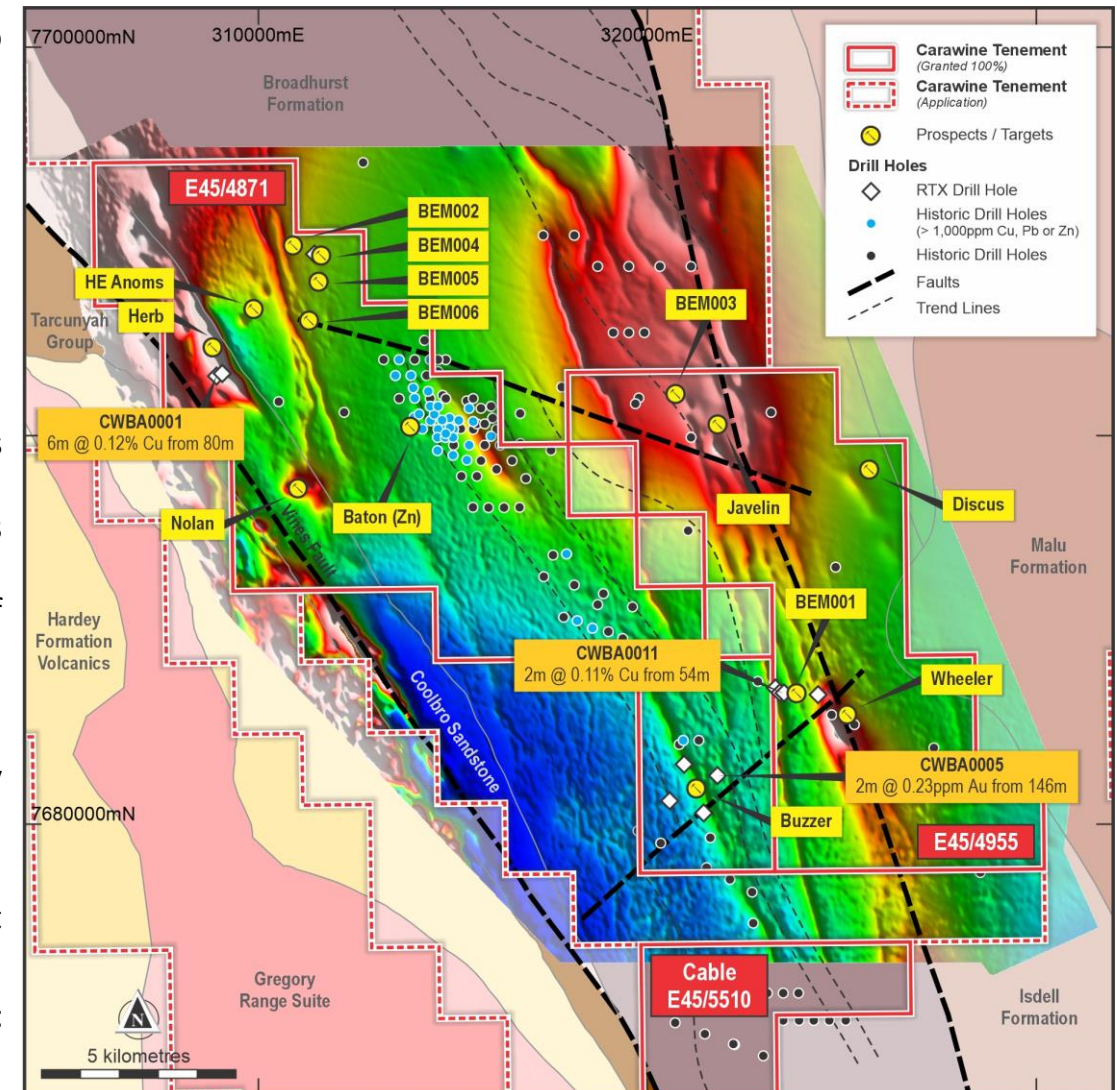 7700000mN
310000mE
320000mE
Carawine Tenement
(Granted 100%)
Carawine Tenement
(Application)
Prospects / Targets
Drill Holes
RTX Drill Hole
Historic Drill Holes
(> 1,000ppm Cu, Pb or Zn)
Historic Drill Holes
Faults
Trend Lines
Broadhurst
Formation
E45/4871
BEM002
BEM004
BEM005
BEM006
HE Anoms
Herb
BEM003
Tarcunyah
Group
CWBA0001
6m @ 0.12% Cu from 80m
Nolan
Vines Fault
Baton (Zn)
Javelin
Discus
Malu
Formation
Hardey
Formation
Volcanics
BEM001
CWBA0011
2m @ 0.11% Cu from 54m
Wheeler
Coolbro Sandstone
CWBA0005
2m @ 0.23ppm Au from 146m
7680000mN
Buzzer
E45/4955
Cable
E45/5510
Gregory
Range Suite
Isdell
Formation
N
5 kilometres